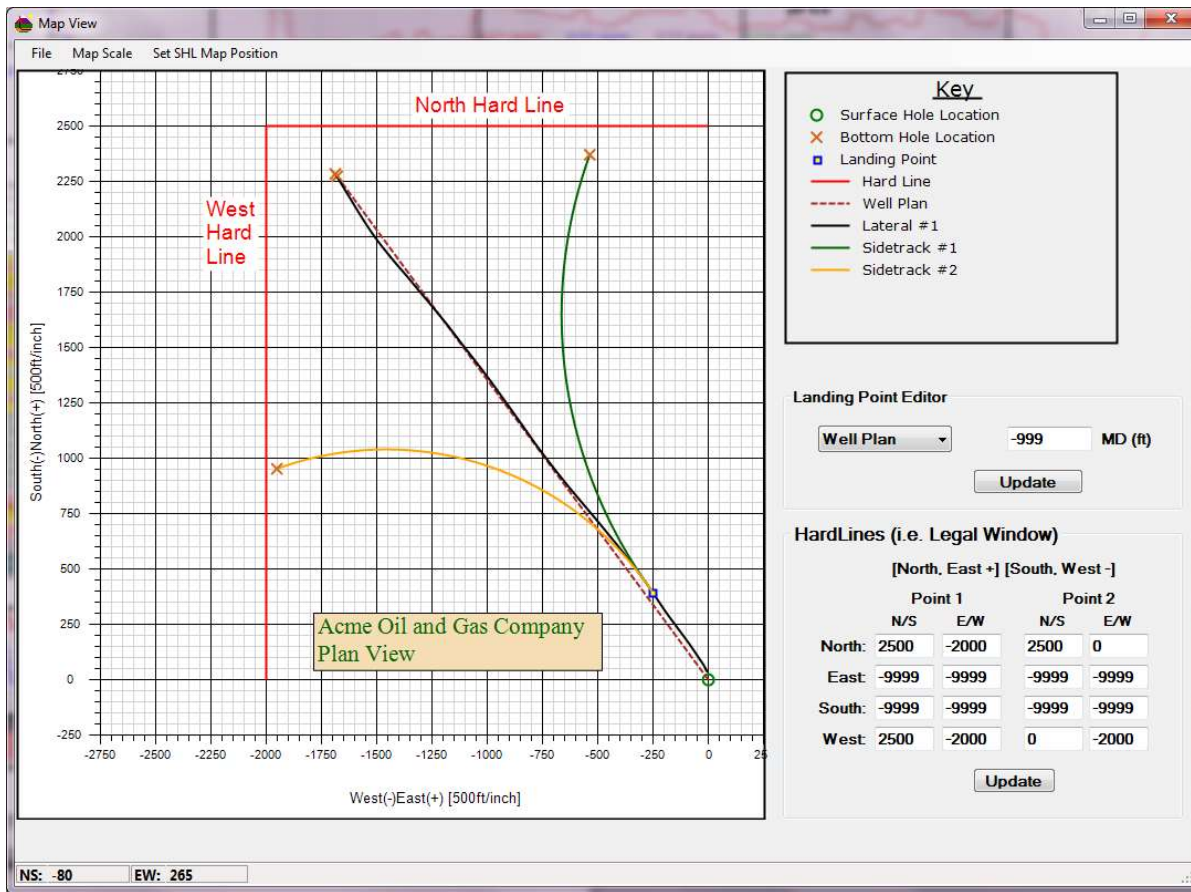 Map View
File Map Scale Set SHL Map Position
2750
2500
2250
2000
1750
1500
1250
1000
750
500
250
0
-250
South(-)North(+) [500ft/inch]
North Hard Line
West
Hard
Line
Acme Oil and Gas Company
Plan View
-2750 -2500 -2250 -2000 -1750 -1500 -1250 -1000 -750 -500 -250 0 25
West(-)East(+) [500ft/inch]
Key
Surface Hole Location
Bottom Hole Location
Landing Point
Hard Line
Well Plan
Lateral #1
Sidetrack #1
Sidetrack #2
Landing Point Editor
Well Plan -999 MD (ft)
Update
HardLines (i.e. Legal Window)
[North, East +] [South, West -]
Point 1 Point 2
N/S E/W N/S E/W
North: 2500 -2000 2500 0
East: -9999 -9999 -9999 -9999
South: -9999 -9999 -9999 -9999
West: 2500 -2000 0 -2000
Update
NS: -80 EW: 265